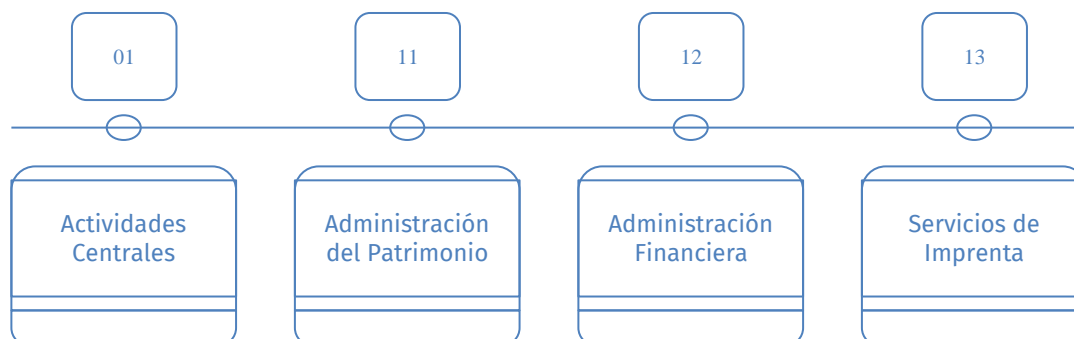 01
11
12
13
Actividades
Centrales
Administración
del Patrimonio
Administración
Financiera
Servicios de
Imprenta